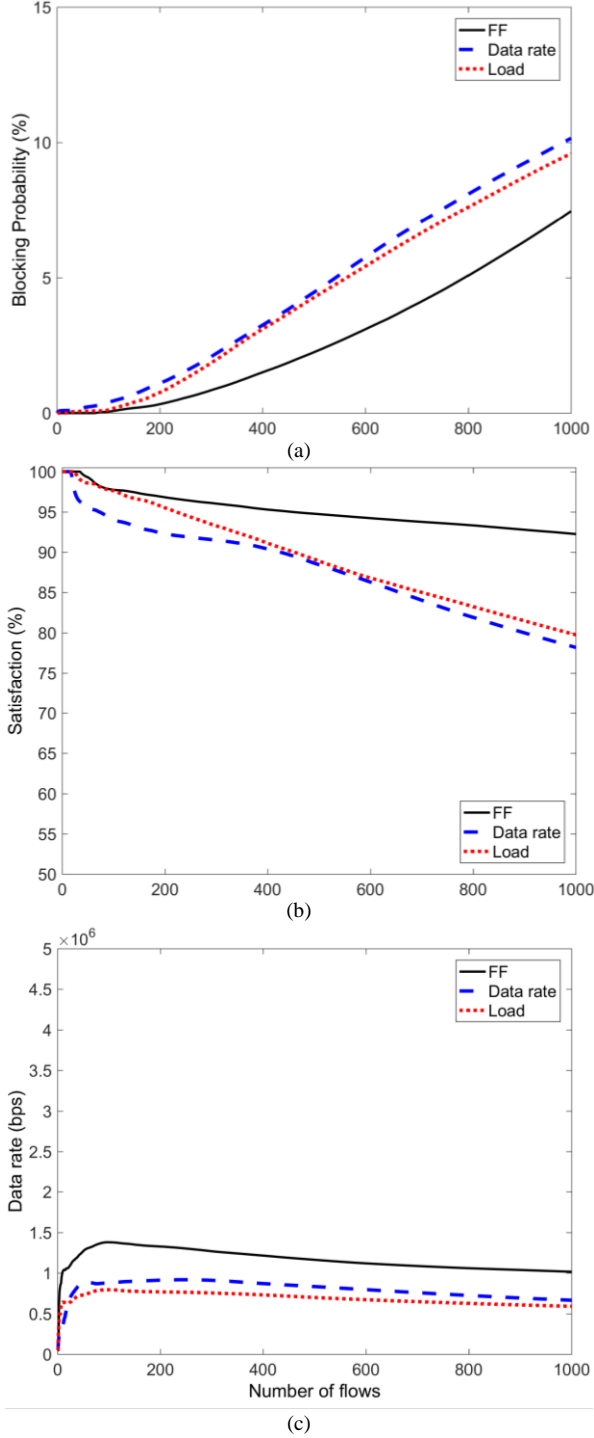 15
FF
Data rate
Load
10
Blocking Probability (%)
5
0
0 200 400 600 800 1000
(a)
100
95
90
85
80
Satisfaction (%)
75
70
65
60
FF
Data rate
Load
55
50
0 200 400 600 800 1000
(b)
×10⁶
5
FF
Data rate
Load
4.5
4
3.5
3
Data rate (bps)
2.5
2
1.5
1
0.5
0
0 200 400 600 800 1000
Number of flows
(c)